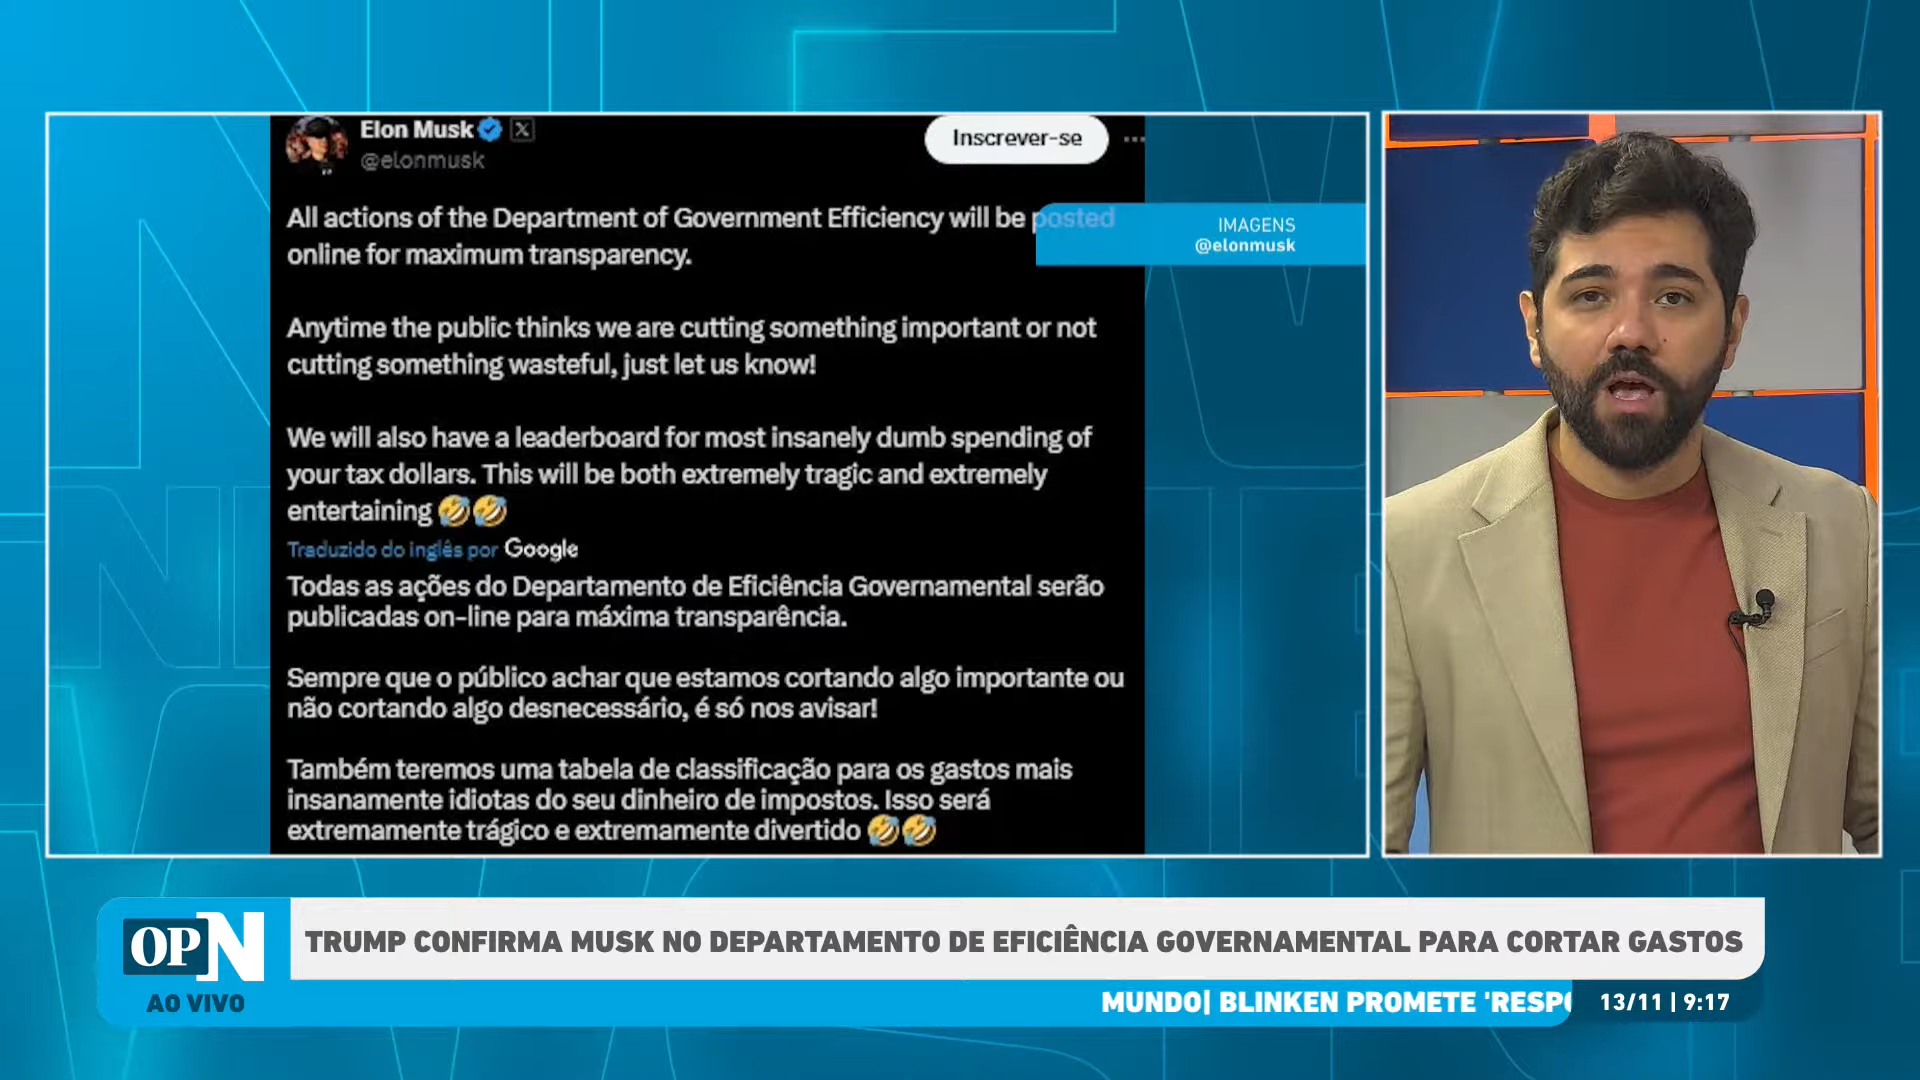 Elon Musk
@elonmusk
Inscrever-se
All actions of the Department of Government Efficiency will be posted
online for maximum transparency.
IMAGENS
@elonmusk
Anytime the public thinks we are cutting something important or not
cutting something wasteful, just let us know!
We will also have a leaderboard for most insanely dumb spending of
your tax dollars. This will be both extremely tragic and extremely
entertaining 🤣🤣
Traduzido do inglês por Google
Todas as ações do Departamento de Eficiência Governamental serão
publicadas on-line para máxima transparência.
Sempre que o público achar que estamos cortando algo importante ou
não cortando algo desnecessário, é só nos avisar!
Também teremos uma tabela de classificação para os gastos mais
insanamente idiotas do seu dinheiro de impostos. Isso será
extremamente trágico e extremamente divertido 🤣🤣
OPN
TRUMP CONFIRMA MUSK NO DEPARTAMENTO DE EFICIÊNCIA GOVERNAMENTAL PARA CORTAR GASTOS
AO VIVO
MUNDO| BLINKEN PROMETE 'RESPO
13/11 | 9:17